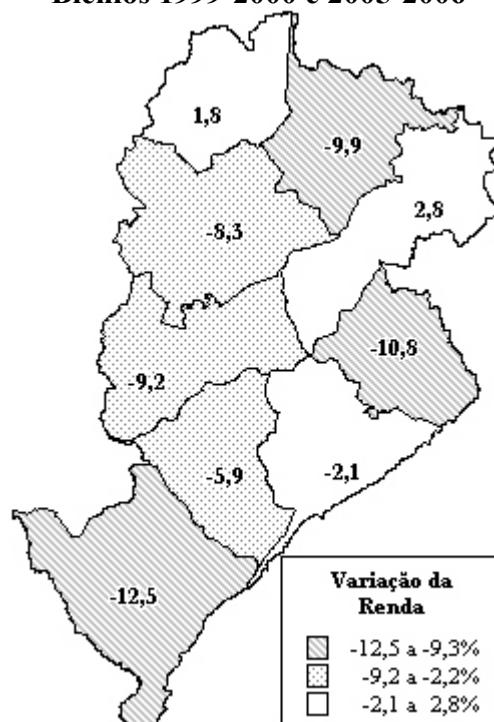 Biênios 1999-2000 e 2005-2006
1,8
-9,9
2,8
-8,3
-10,8
-9,2
-5,9
-2,1
-12,5
Variação da
Renda
-12,5 a -9,3%
-9,2 a -2,2%
-2,1 a 2,8%